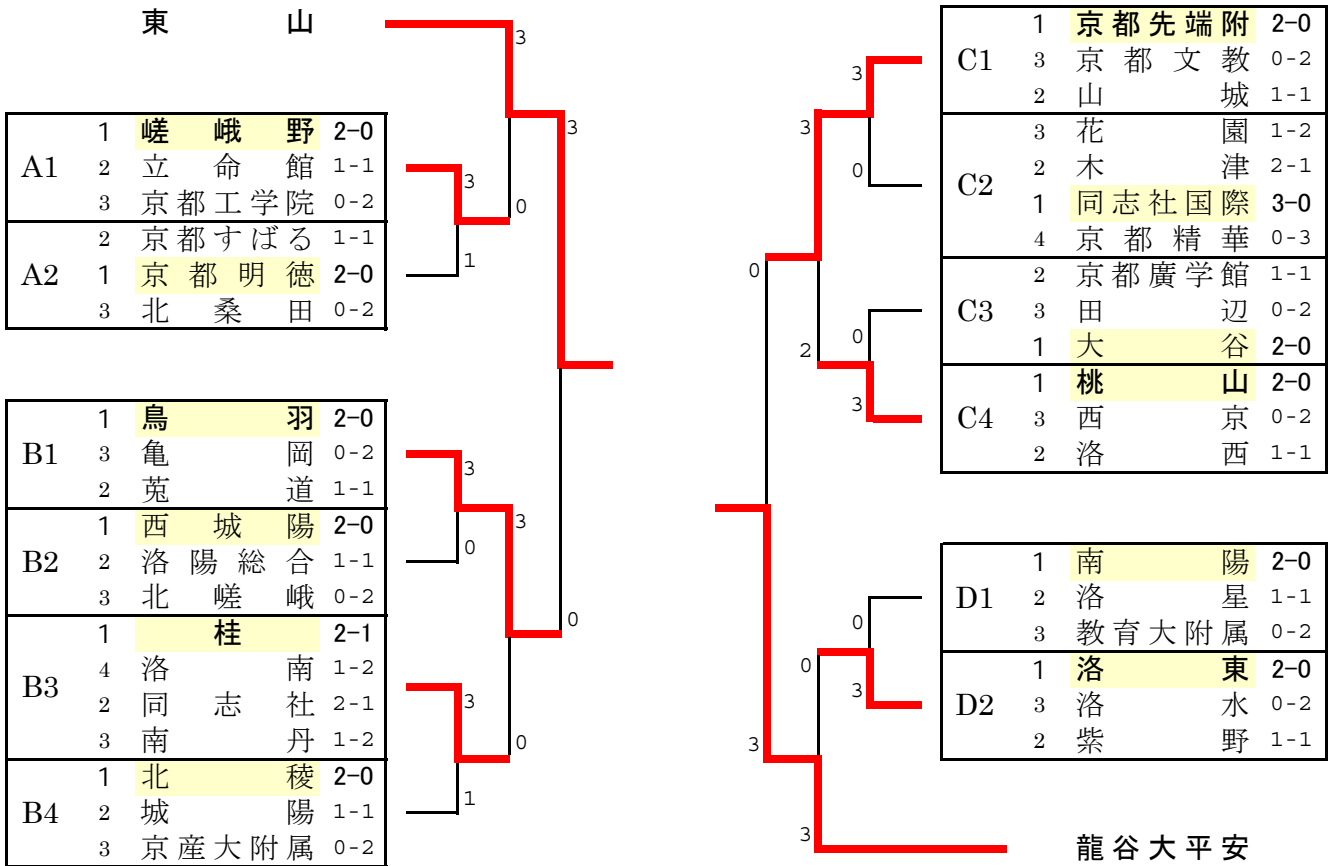 東山
3
A1
1 嵯峨野 2-0
2 立命館 1-1
3 京都工学院 0-2
A2
2 京都すばる 1-1
1 京都明徳 2-0
3 北桑田 0-2
3
1
0
3
B1
1 鳥羽 2-0
3 亀岡 0-2
2 莵道 1-1
B2
1 西城陽 2-0
2 洛陽総合 1-1
3 北嵯峨 0-2
B3
1 桂 2-1
4 洛南 1-2
2 同志社 2-1
3 南丹 1-2
B4
1 北稜 2-0
2 城陽 1-1
3 京産大附属 0-2
3
0
3
0
3
0
1
C1
1 京都先端附 2-0
3 京都文教 0-2
2 山城 1-1
C2
3 花園 1-2
2 木津 2-1
1 同志社国際 3-0
4 京都精華 0-3
C3
2 京都廣学館 1-1
3 田辺 0-2
1 大谷 2-0
C4
1 桃山 2-0
3 西京 0-2
2 洛西 1-1
3
3
0
0
0
2
3
D1
1 南陽 2-0
2 洛星 1-1
3 教育大附属 0-2
D2
1 洛東 2-0
3 洛水 0-2
2 紫野 1-1
0
0
3
3
3
龍谷大平安